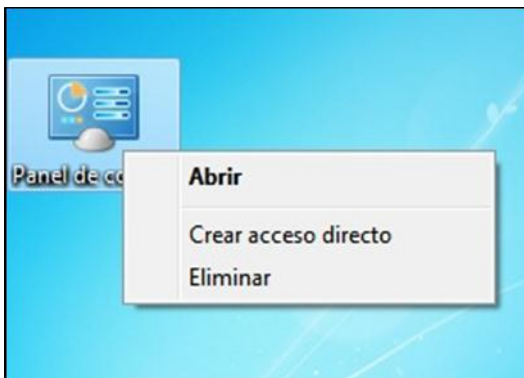 Panel de co
Abrir
Crear acceso directo
Eliminar